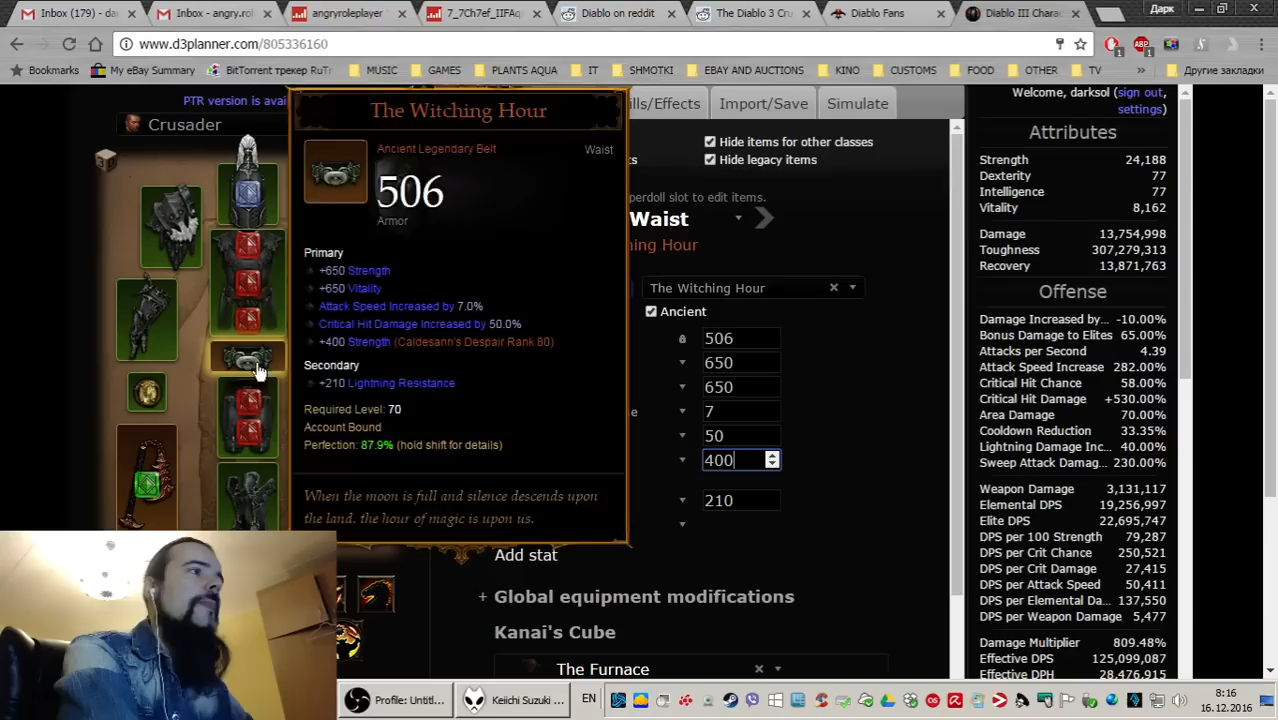 Inbox (179) - da
Inbox - angry.rol
angryroleplayer
7_7Ch7ef_IIFAq
Diablo on reddit
The Diablo 3 Cru
Diablo Fans
Diablo III Chara
Дарк
www.d3planner.com/805336160
Bookmarks
My eBay Summary
BitTorrent трекер RuTr
MUSIC
GAMES
PLANTS AQUA
IT
SHMOTKI
EBAY AND AUCTIONS
KINO
CUSTOMS
FOOD
OTHER
TV
»
Другие закладки
PTR version is avai
Crusader
The Witching Hour
Ancient Legendary Belt
Waist
506
Armor
Primary
+650 Strength
+650 Vitality
Attack Speed Increased by 7.0%
Critical Hit Damage Increased by 50.0%
+400 Strength (Caldesann's Despair Rank 80)
Secondary
+210 Lightning Resistance
Required Level: 70
Account Bound
Perfection: 87.9% (hold shift for details)
When the moon is full and silence descends upon
the land, the hour of magic is upon us.
ills/Effects
Import/Save
Simulate
Hide items for other classes
Hide legacy items
perdoll slot to edit items.
Waist
hing Hour
The Witching Hour
Ancient
506
650
650
7
50
400
210
Add stat
+ Global equipment modifications
Kanai's Cube
The Furnace
Welcome, darksol (sign out,
settings)
Attributes
Strength 24,188
Dexterity 77
Intelligence 77
Vitality 8,162
Damage 13,754,998
Toughness 307,279,313
Recovery 13,871,763
Offense
Damage Increased by... -10.00%
Bonus Damage to Elites 65.00%
Attacks per Second 4.39
Attack Speed Increase 282.00%
Critical Hit Chance 58.00%
Critical Hit Damage +530.00%
Area Damage 70.00%
Cooldown Reduction 33.35%
Lightning Damage Inc... 40.00%
Sweep Attack Damag... 230.00%
Weapon Damage 3,131,117
Elemental DPS 19,256,997
Elite DPS 22,695,747
DPS per 100 Strength 79,287
DPS per Crit Chance 250,521
DPS per Crit Damage 27,415
DPS per Attack Speed 50,411
DPS per Elemental Da... 137,550
DPS per Weapon Damage 5,477
Damage Multiplier 809.48%
Effective DPS 125,099,087
Effective DPH 28,476,915
Profile: Untitl...
Keiichi Suzuki ...
EN
8:16
16.12.2016